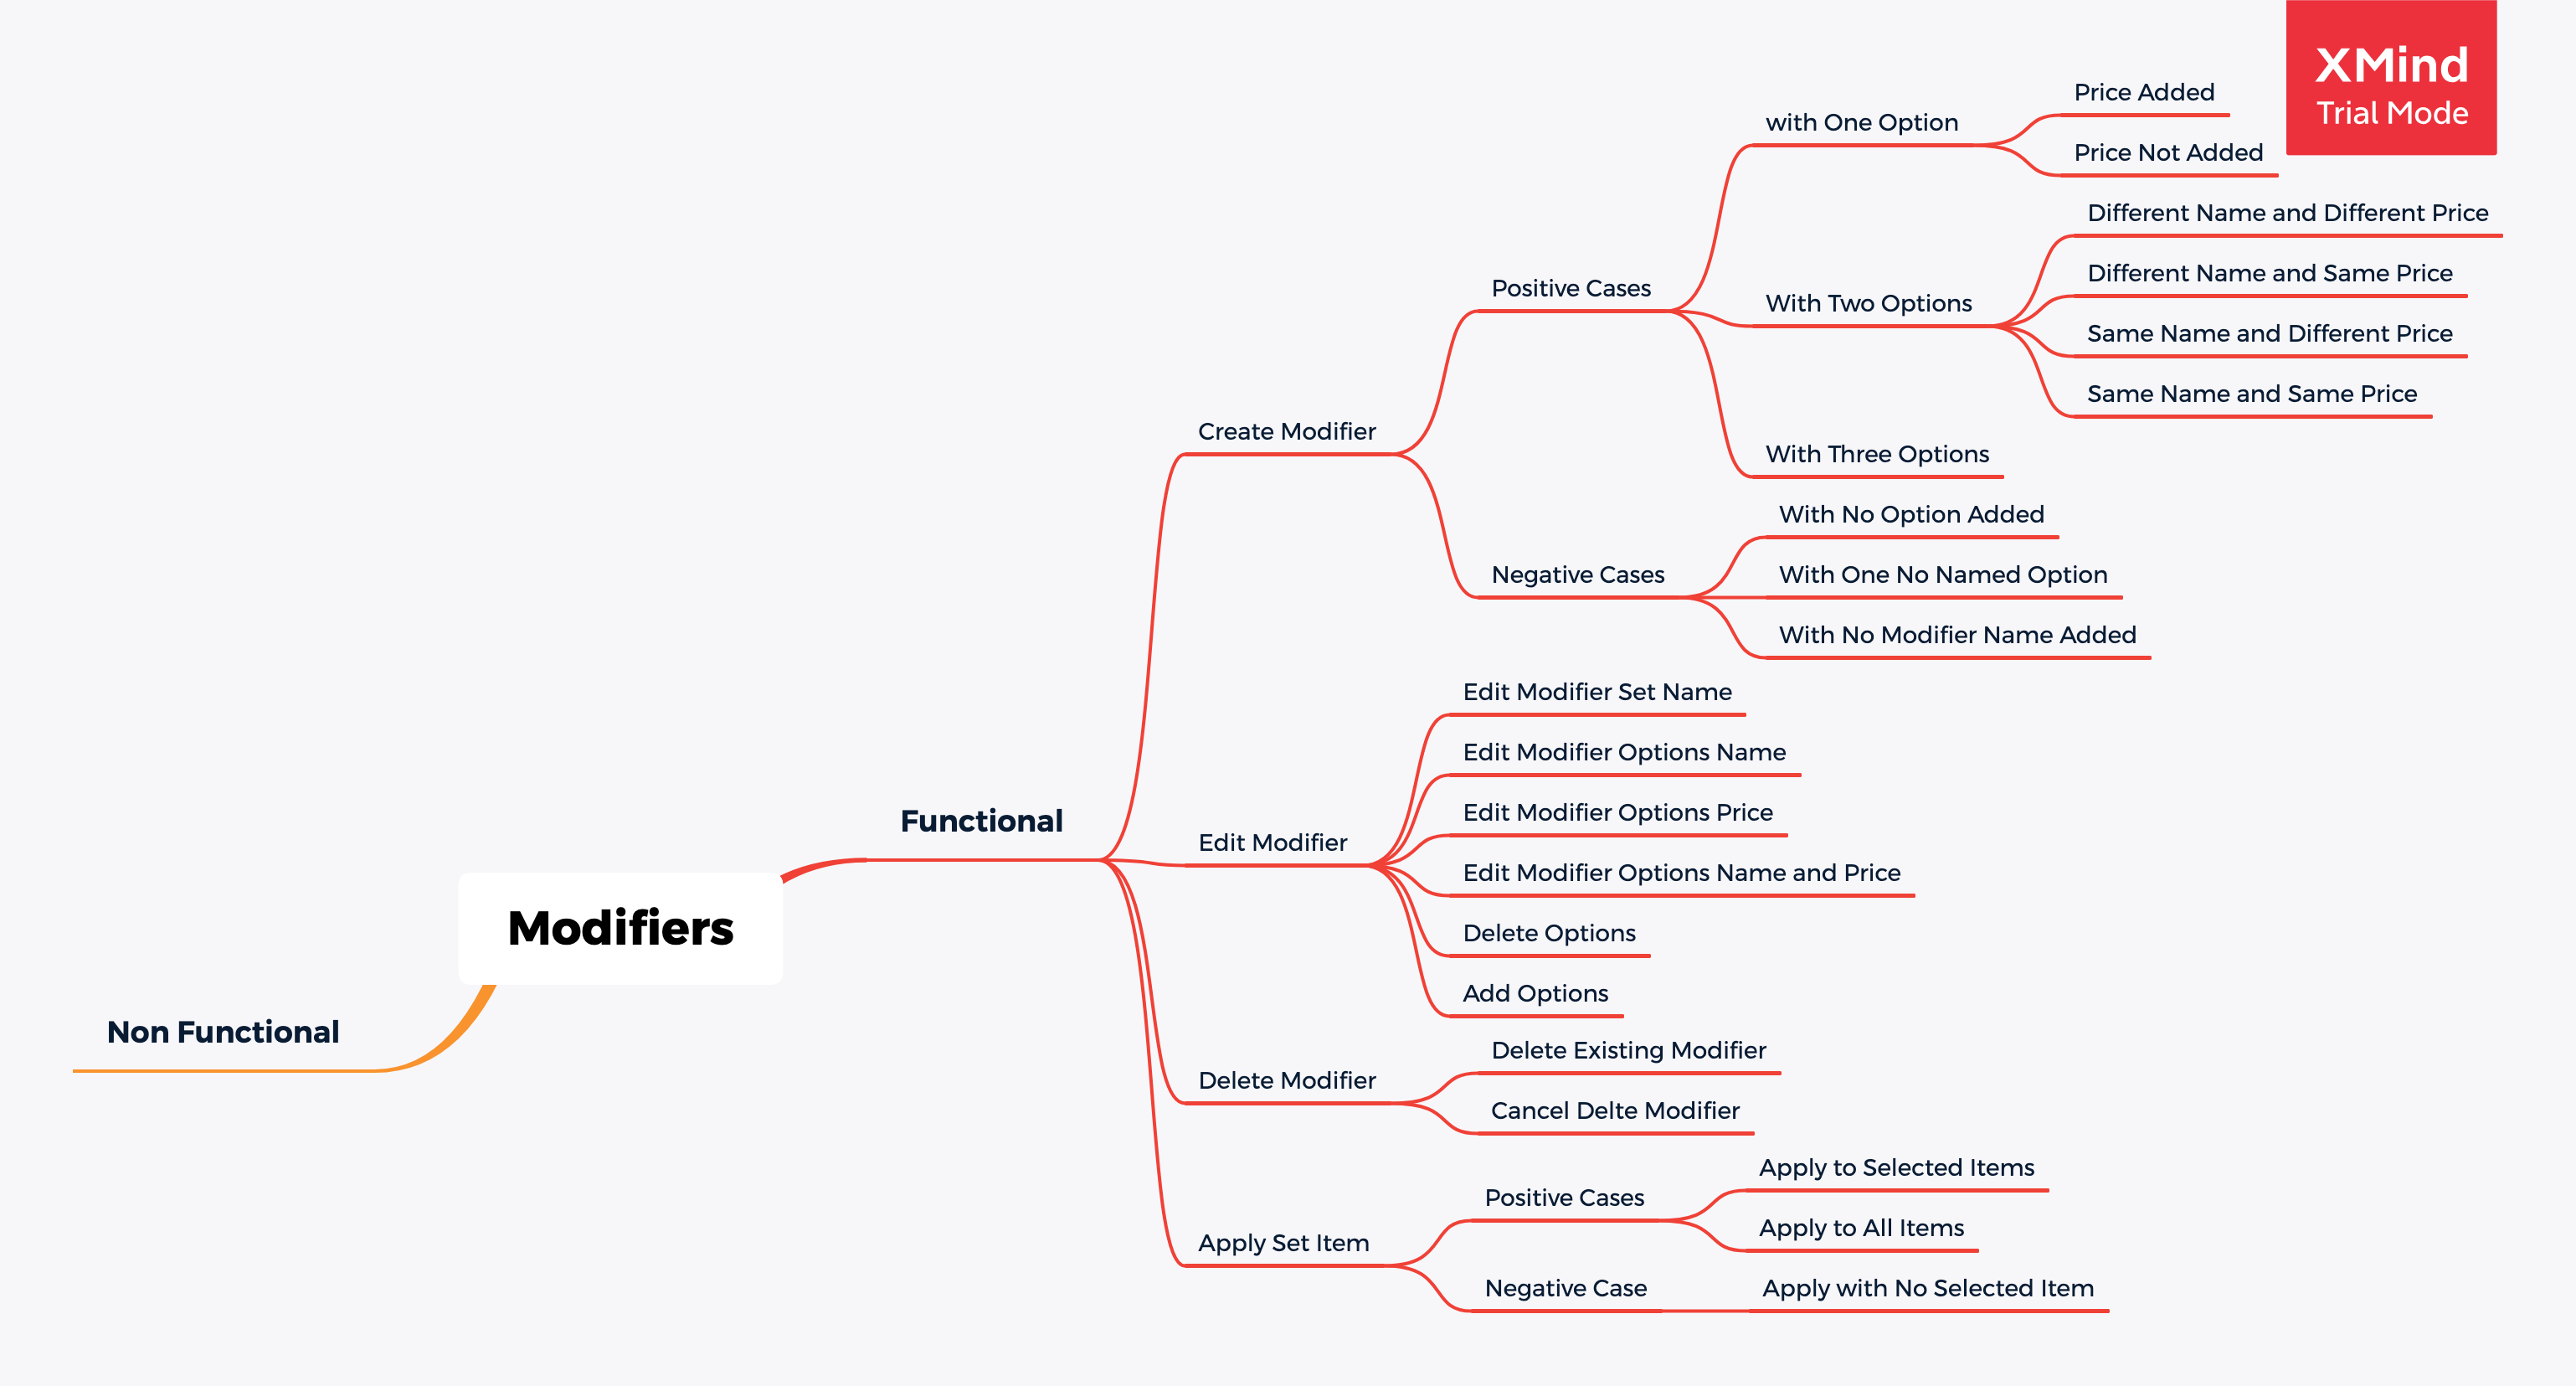 XMind
Trial Mode
Modifiers
Functional
Create Modifier
Positive Cases
with One Option
Price Added
Price Not Added
With Two Options
Different Name and Different Price
Different Name and Same Price
Same Name and Different Price
Same Name and Same Price
With Three Options
Negative Cases
With No Option Added
With One No Named Option
With No Modifier Name Added
Edit Modifier
Edit Modifier Set Name
Edit Modifier Options Name
Edit Modifier Options Price
Edit Modifier Options Name and Price
Delete Options
Add Options
Delete Modifier
Delete Existing Modifier
Cancel Delte Modifier
Apply Set Item
Positive Cases
Apply to Selected Items
Apply to All Items
Negative Case
Apply with No Selected Item
Non Functional